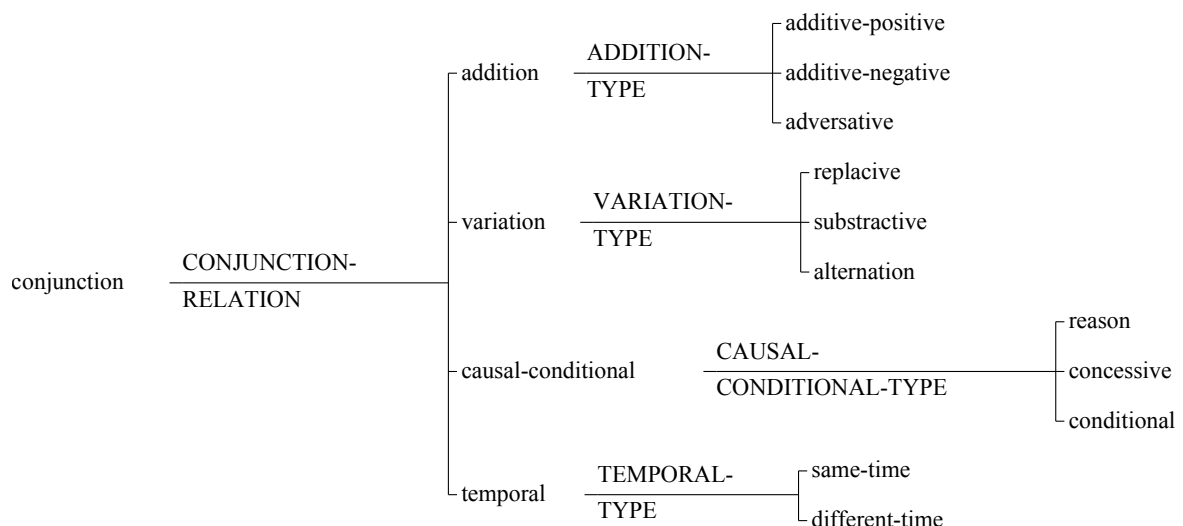 additive-positive
addition
ADDITION-
TYPE
additive-negative
adversative
replacive
variation
VARIATION-
TYPE
substractive
alternation
conjunction
CONJUNCTION-
RELATION
reason
causal-conditional
CAUSAL-
CONDITIONAL-TYPE
concessive
conditional
same-time
temporal
TEMPORAL-
TYPE
different-time